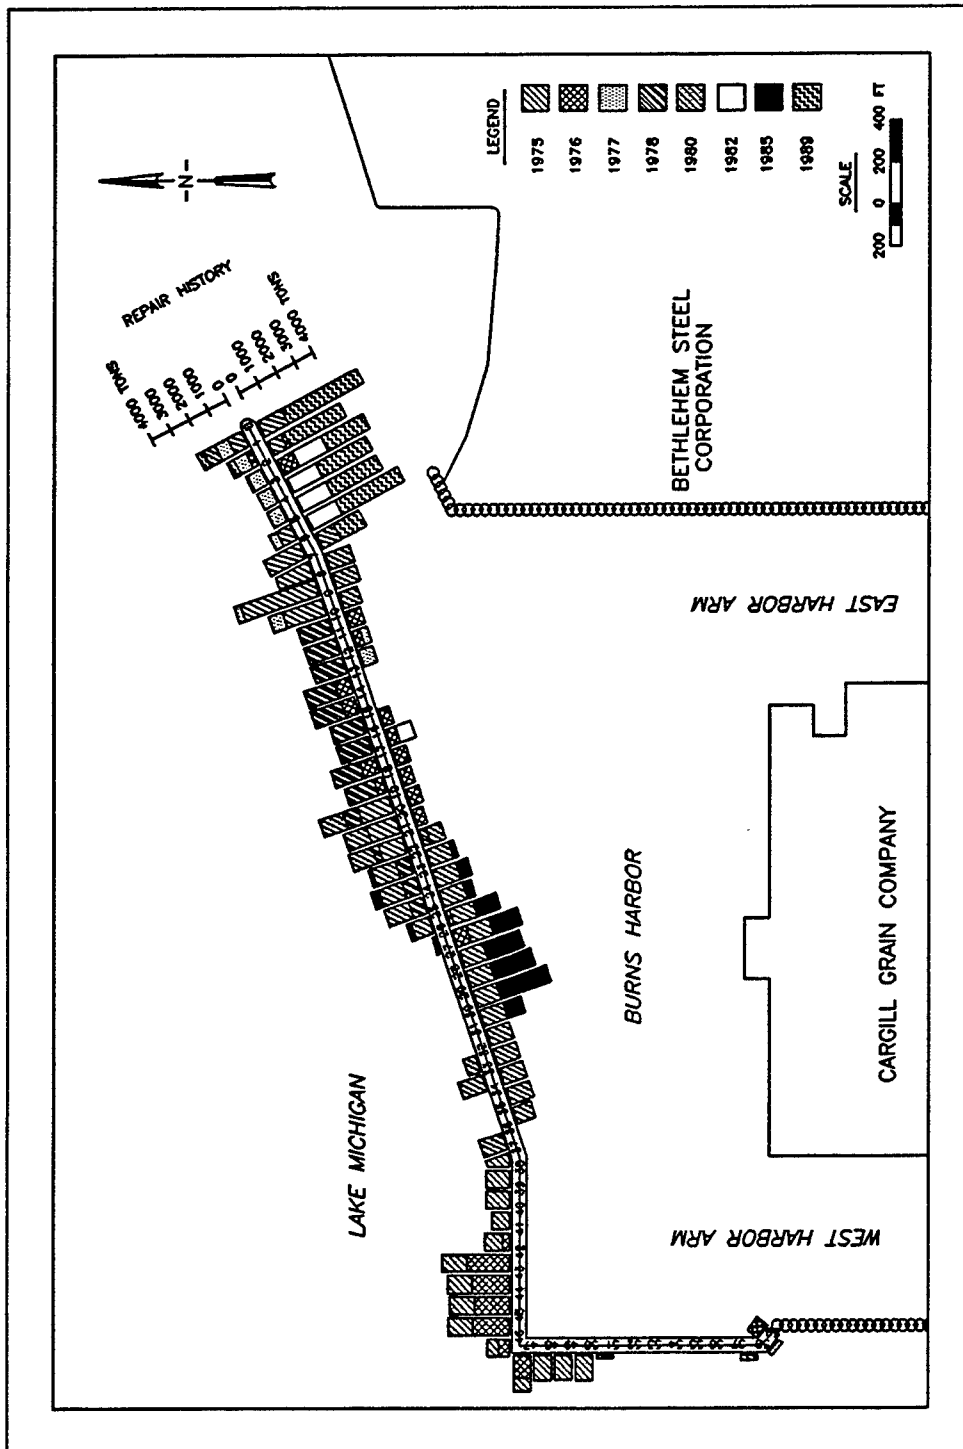 LEGEND
1975
1976
1977
1978
1980
1982
1985
1989
SCALE
200 0 200 400 FT
-N-
REPAIR HISTORY
4000 TONS
3000
2000
1000
0
0
1000
2000
3000
4000 TONS
LAKE MICHIGAN
BURNS HARBOR
BETHLEHEM STEEL
CORPORATION
EAST HARBOR ARM
CARGILL GRAIN COMPANY
WEST HARBOR ARM